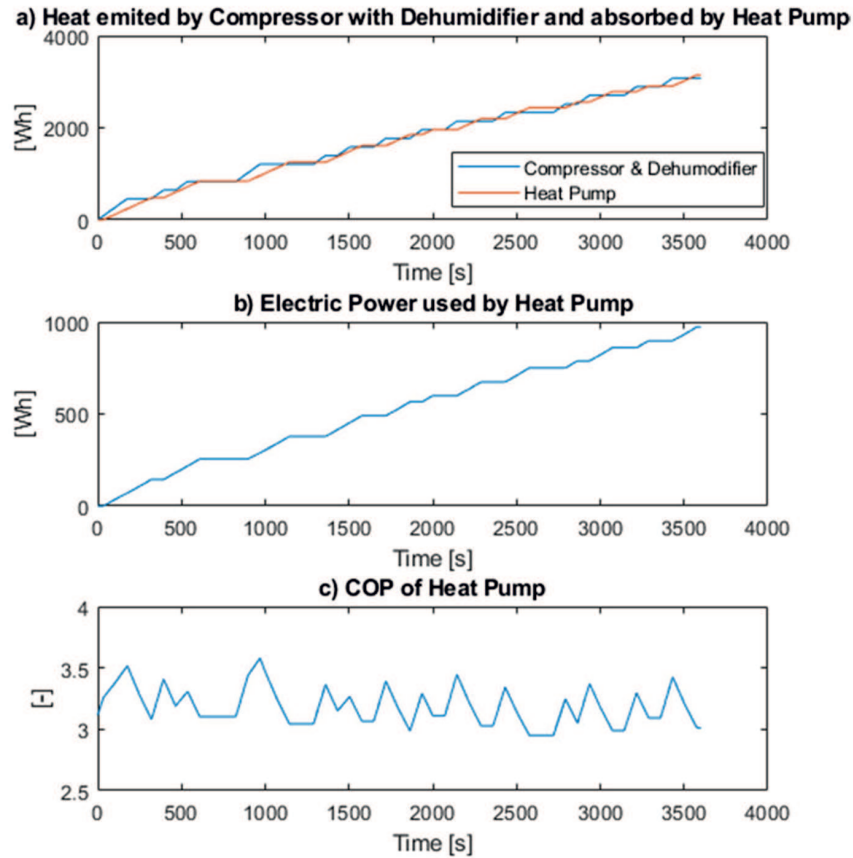 a) Heat emited by Compressor with Dehumidifier and absorbed by Heat Pump
4000
2000
0
[Wh]
Compressor & Dehumodifier
Heat Pump
0 500 1000 1500 2000 2500 3000 3500 4000
Time [s]
b) Electric Power used by Heat Pump
1000
500
0
[Wh]
0 500 1000 1500 2000 2500 3000 3500 4000
Time [s]
c) COP of Heat Pump
4
3.5
3
2.5
[-]
0 500 1000 1500 2000 2500 3000 3500 4000
Time [s]